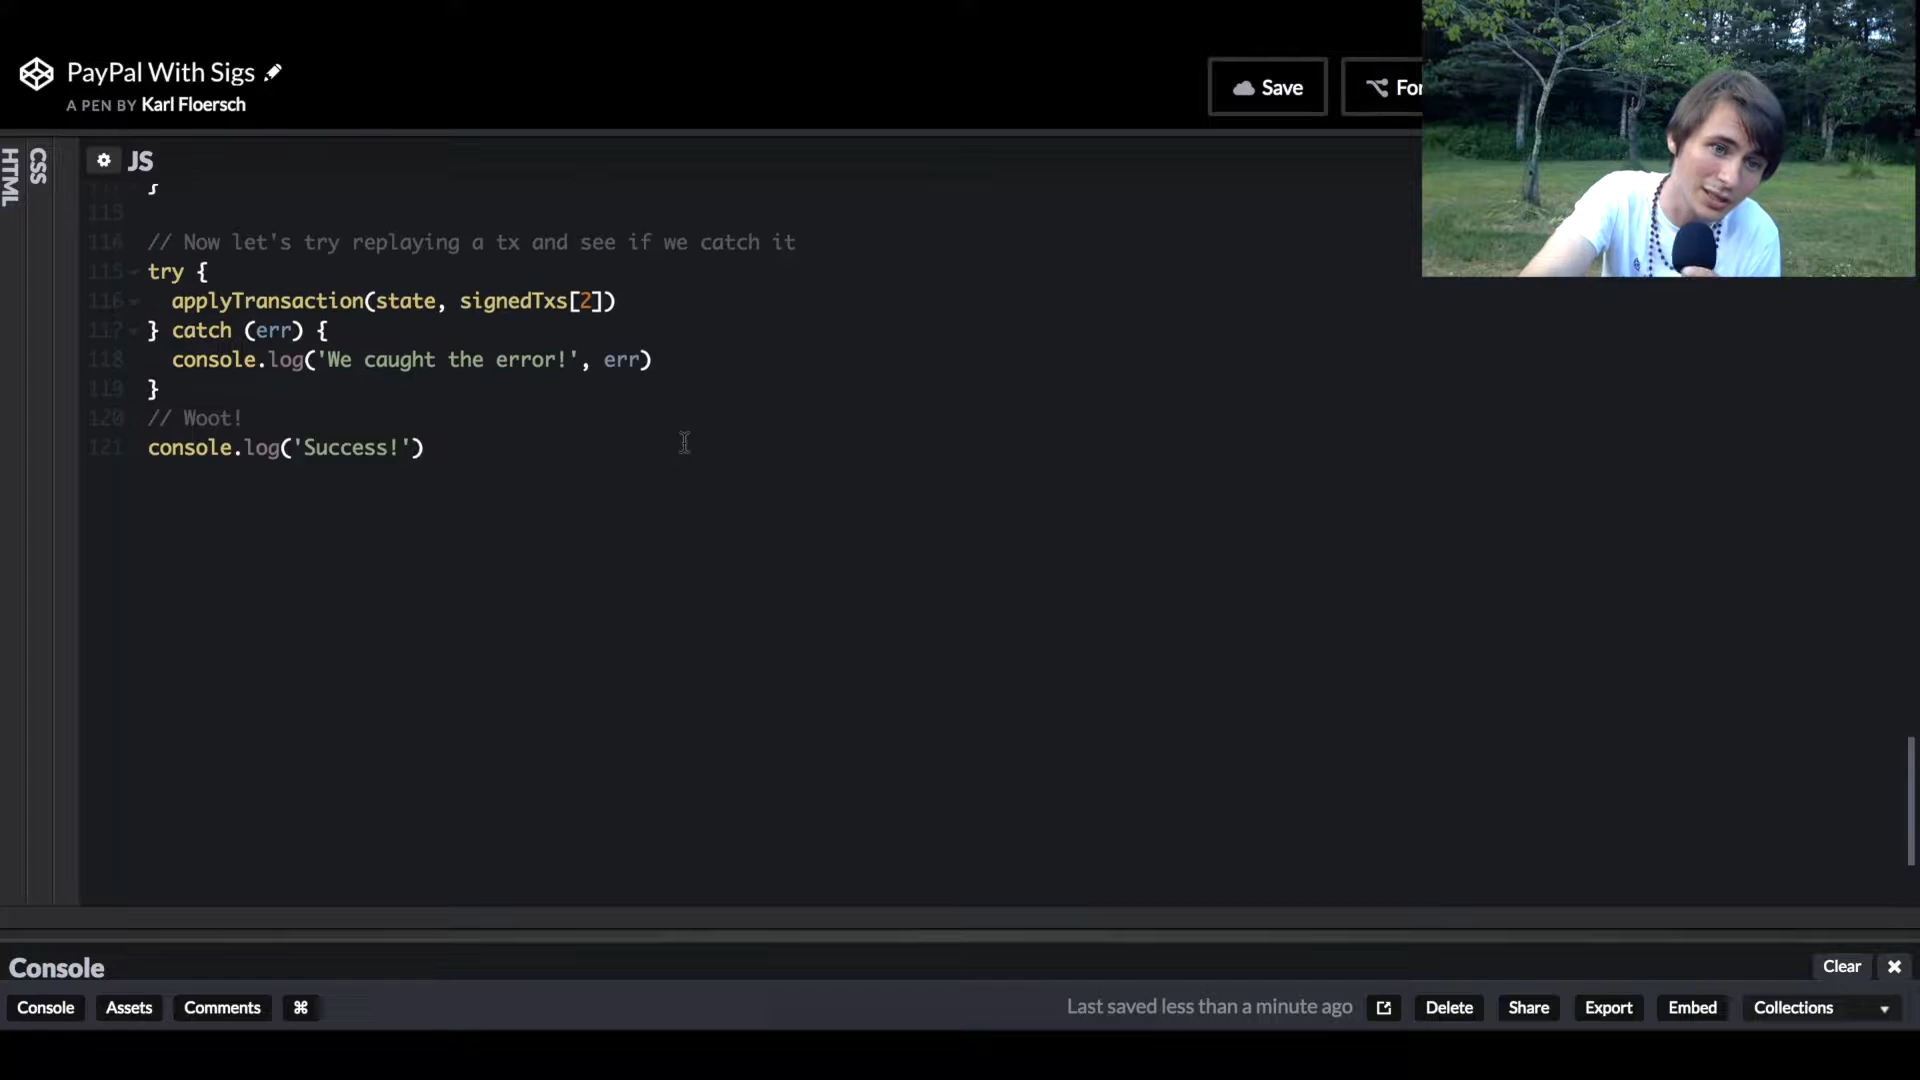 PayPal With Sigs
A PEN BY Karl Floersch
Save
For
HTML
CSS
JS
113
114 // Now let's try replaying a tx and see if we catch it
115 try {
116 applyTransaction(state, signedTxs[2])
117 } catch (err) {
118 console.log('We caught the error!', err)
119 }
120 // Woot!
121 console.log('Success!')
Console
Clear
Console Assets Comments ⌘ Last saved less than a minute ago Delete Share Export Embed Collections